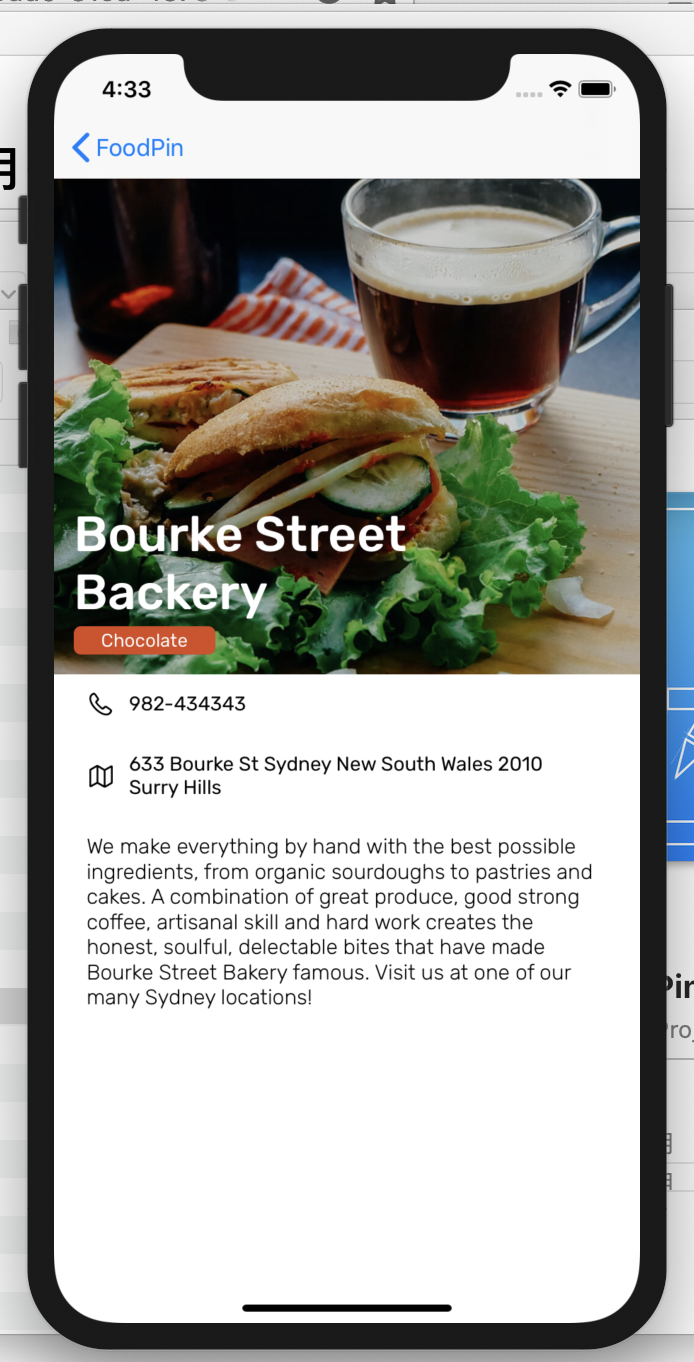 4:33
FoodPin
Bourke Street
Backery
Chocolate
982-434343
633 Bourke St Sydney New South Wales 2010
Surry Hills
We make everything by hand with the best possible
ingredients, from organic sourdoughs to pastries and
cakes. A combination of great produce, good strong
coffee, artisanal skill and hard work creates the
honest, soulful, delectable bites that have made
Bourke Street Bakery famous. Visit us at one of our
many Sydney locations!